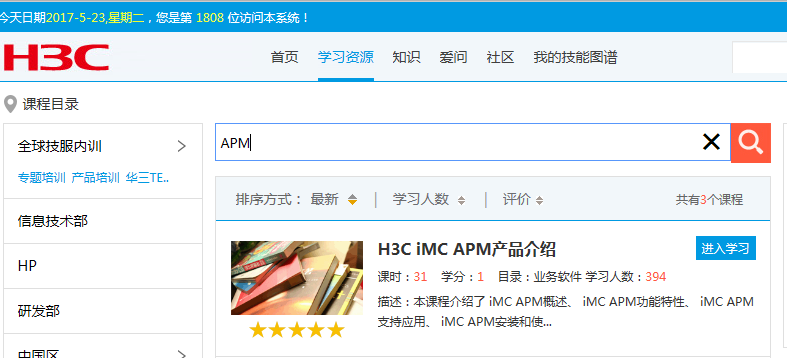 今天日期2017-5-23,星期二，您是第 1808 位访问本系统！
H3C
首页 学习资源 知识 爱问 社区 我的技能图谱
课程目录
全球技服内训
专题培训 产品培训 华三TE..
信息技术部
HP
研发部
中国区
APM
排序方式： 最新 学习人数 评价 共有3个课程
H3C iMC APM产品介绍 进入学习
课时：31 学分：1 目录：业务软件 学习人数：394
描述：本课程介绍了 iMC APM概述、 iMC APM功能特性、 iMC APM
支持应用、 iMC APM安装和使...